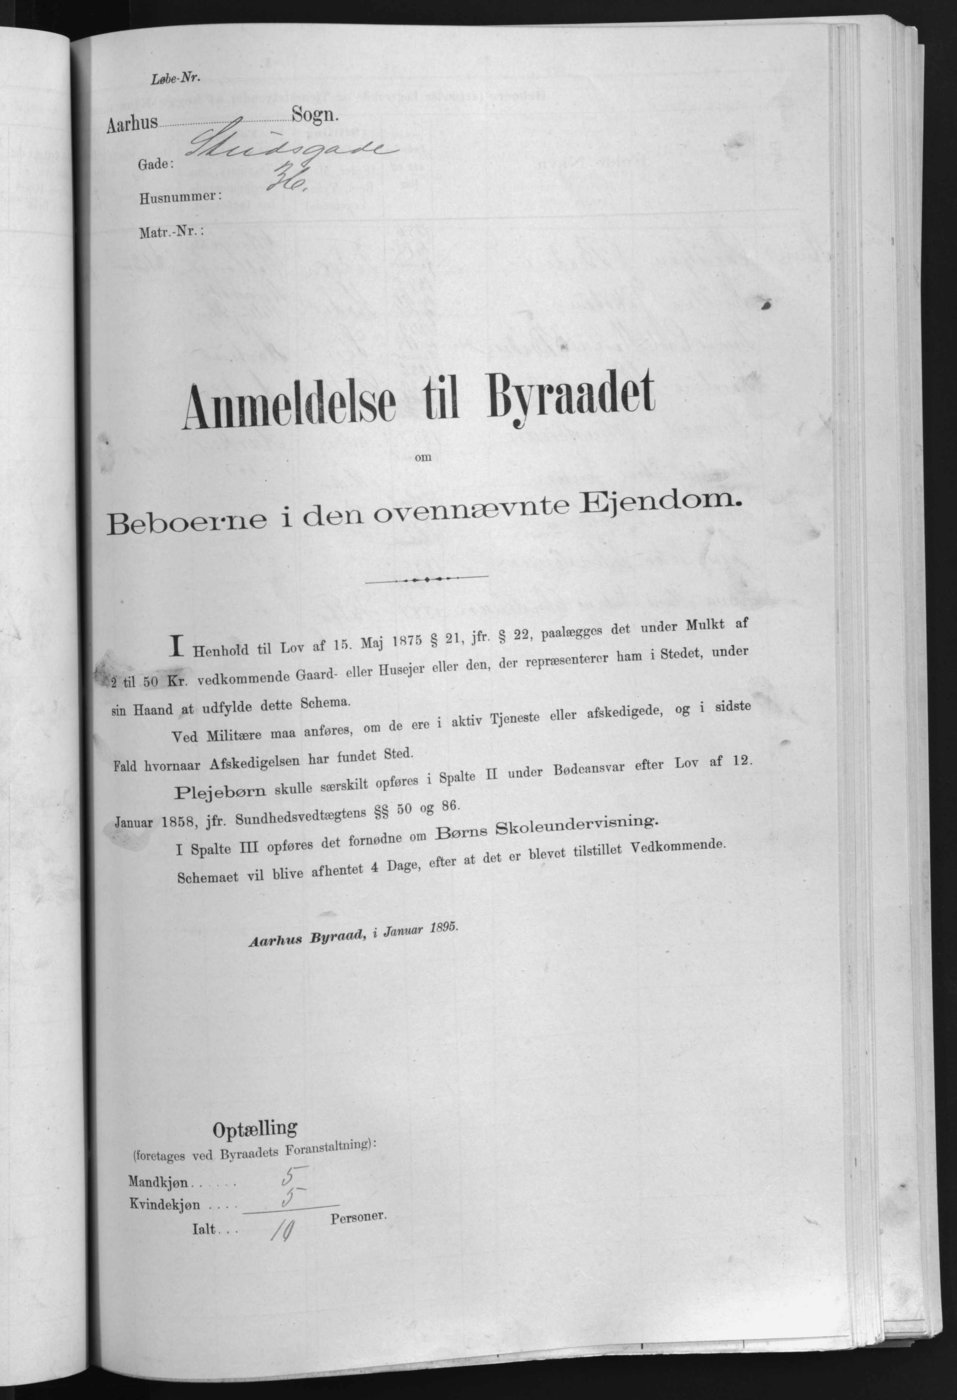 Løbe-Nr.
Aarhus Sogn.
Gade: Studsgade
Husnummer: 36.
Matr.-Nr.:
Anmeldelse til Byraadet
om
Beboerne i den ovennævnte Ejendom.
I Henhold til Lov af 15. Maj 1875 § 21, jfr. § 22, paalægges det under Mulkt af
2 til 50 Kr. vedkommende Gaard- eller Husejer eller den, der repræsenterer ham i Stedet, under
sin Haand at udfylde dette Schema.
Ved Militære maa anføres, om de ere i aktiv Tjeneste eller afskedigede, og i sidste
Fald hvornaar Afskedigelsen har fundet Sted.
Plejebørn skulle særskilt opføres i Spalte II under Bødeansvar efter Lov af 12.
Januar 1858, jfr. Sundhedsvedtægtens §§ 50 og 86.
I Spalte III opføres det fornødne om Børns Skoleundervisning.
Schemaet vil blive afhentet 4 Dage, efter at det er blevet tilstillet Vedkommende.
Aarhus Byraad, i Januar 1895.
Optælling
(foretages ved Byraadets Foranstaltning):
Mandkjøn...... 5
Kvindekjøn .... 5
Ialt... 10 Personer.